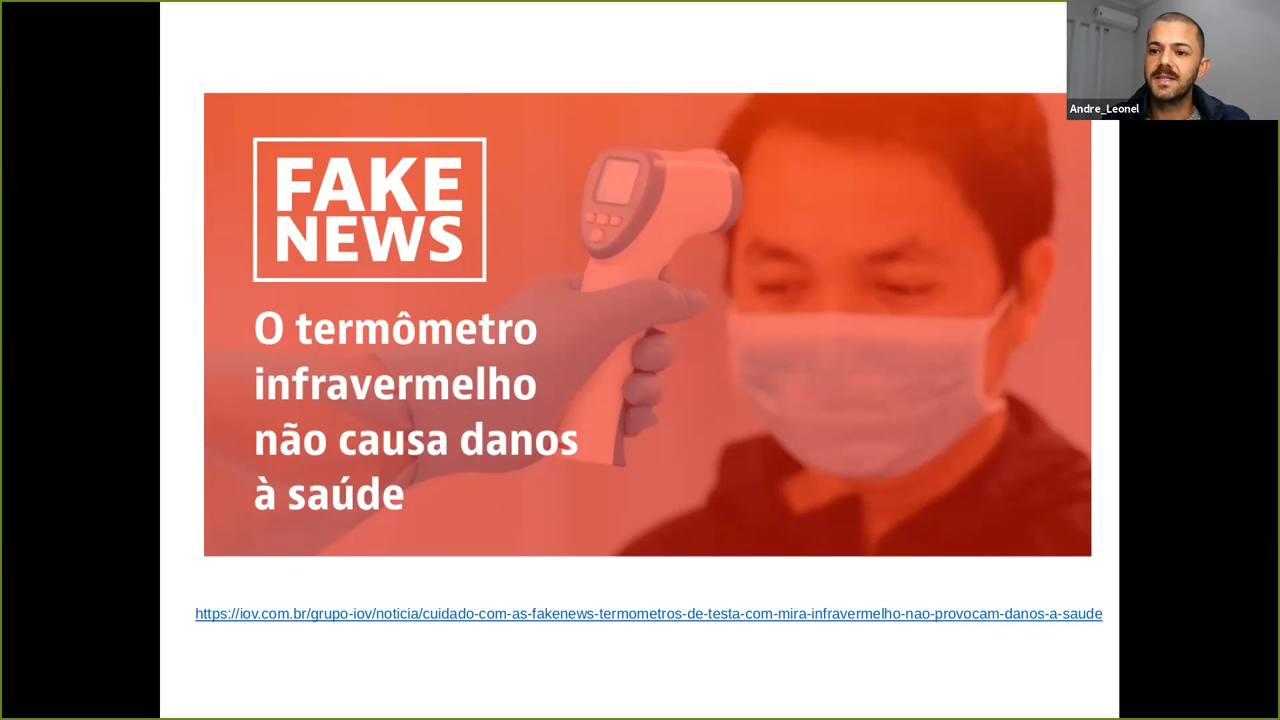 FAKE
NEWS
O termômetro
infravermelho
não causa danos
à saúde
https://iov.com.br/grupo-iov/noticia/cuidado-com-as-fakenews-termometros-de-testa-com-mira-infravermelho-nao-provocam-danos-a-saude
Andre_Leonel